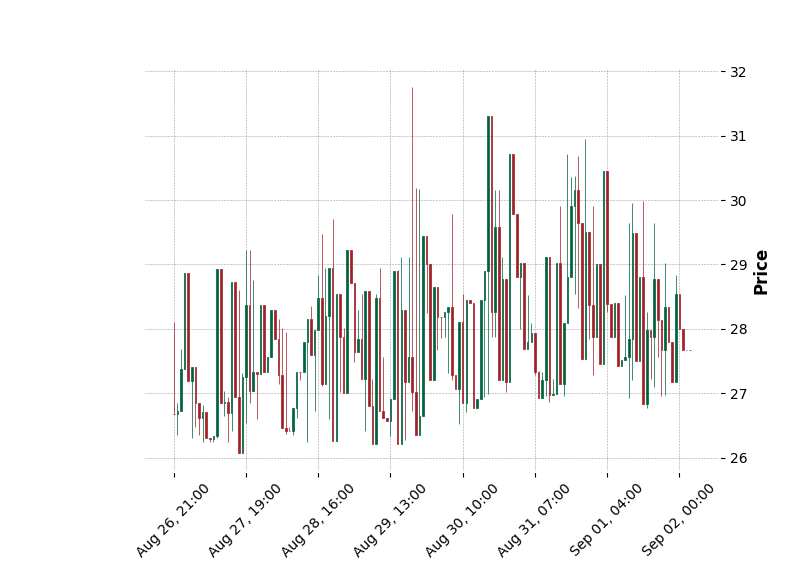 32
31
30
29
28
27
26
Price
Aug 26, 21:00
Aug 27, 19:00
Aug 28, 16:00
Aug 29, 13:00
Aug 30, 10:00
Aug 31, 07:00
Sep 01, 04:00
Sep 02, 00:00